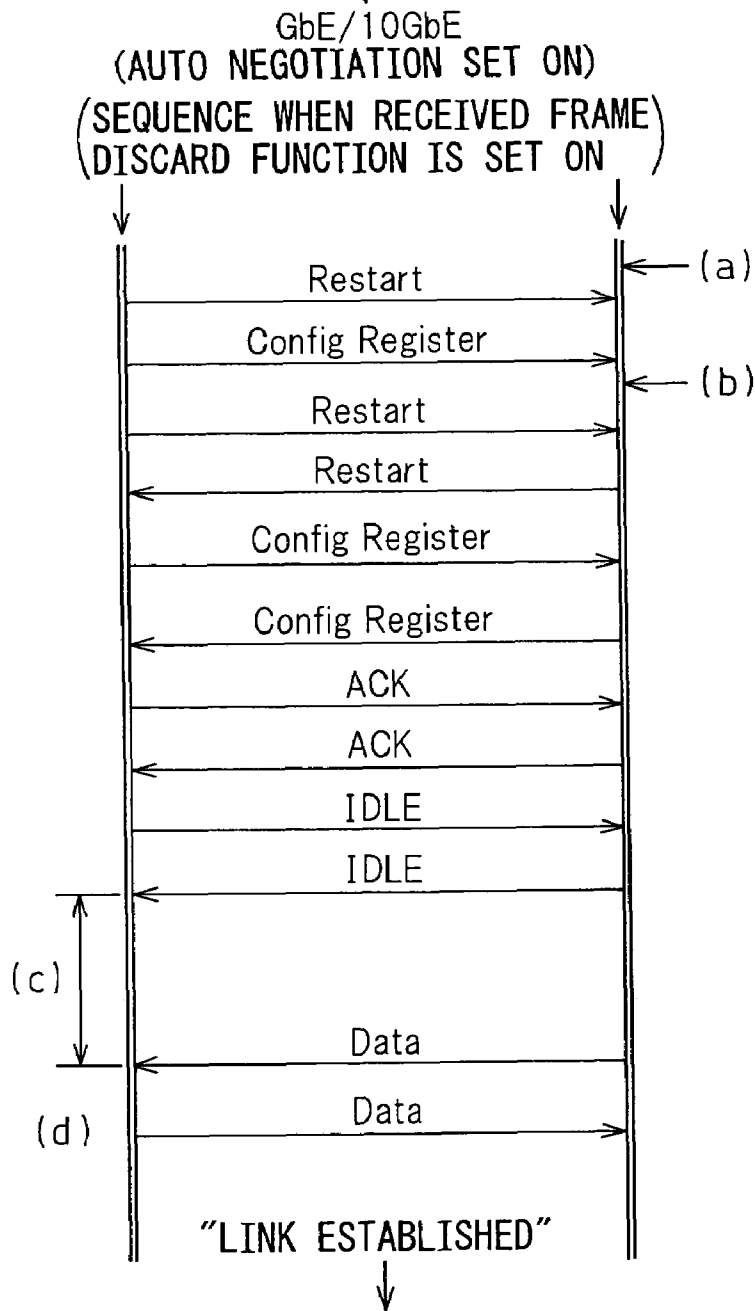 GbE/10GbE
(AUTO NEGOTIATION SET ON)
(SEQUENCE WHEN RECEIVED FRAME
DISCARD FUNCTION IS SET ON)
(a)
Restart
Config Register
(b)
Restart
Restart
Config Register
Config Register
ACK
ACK
IDLE
IDLE
(c)
Data
Data
(d)
"LINK ESTABLISHED"